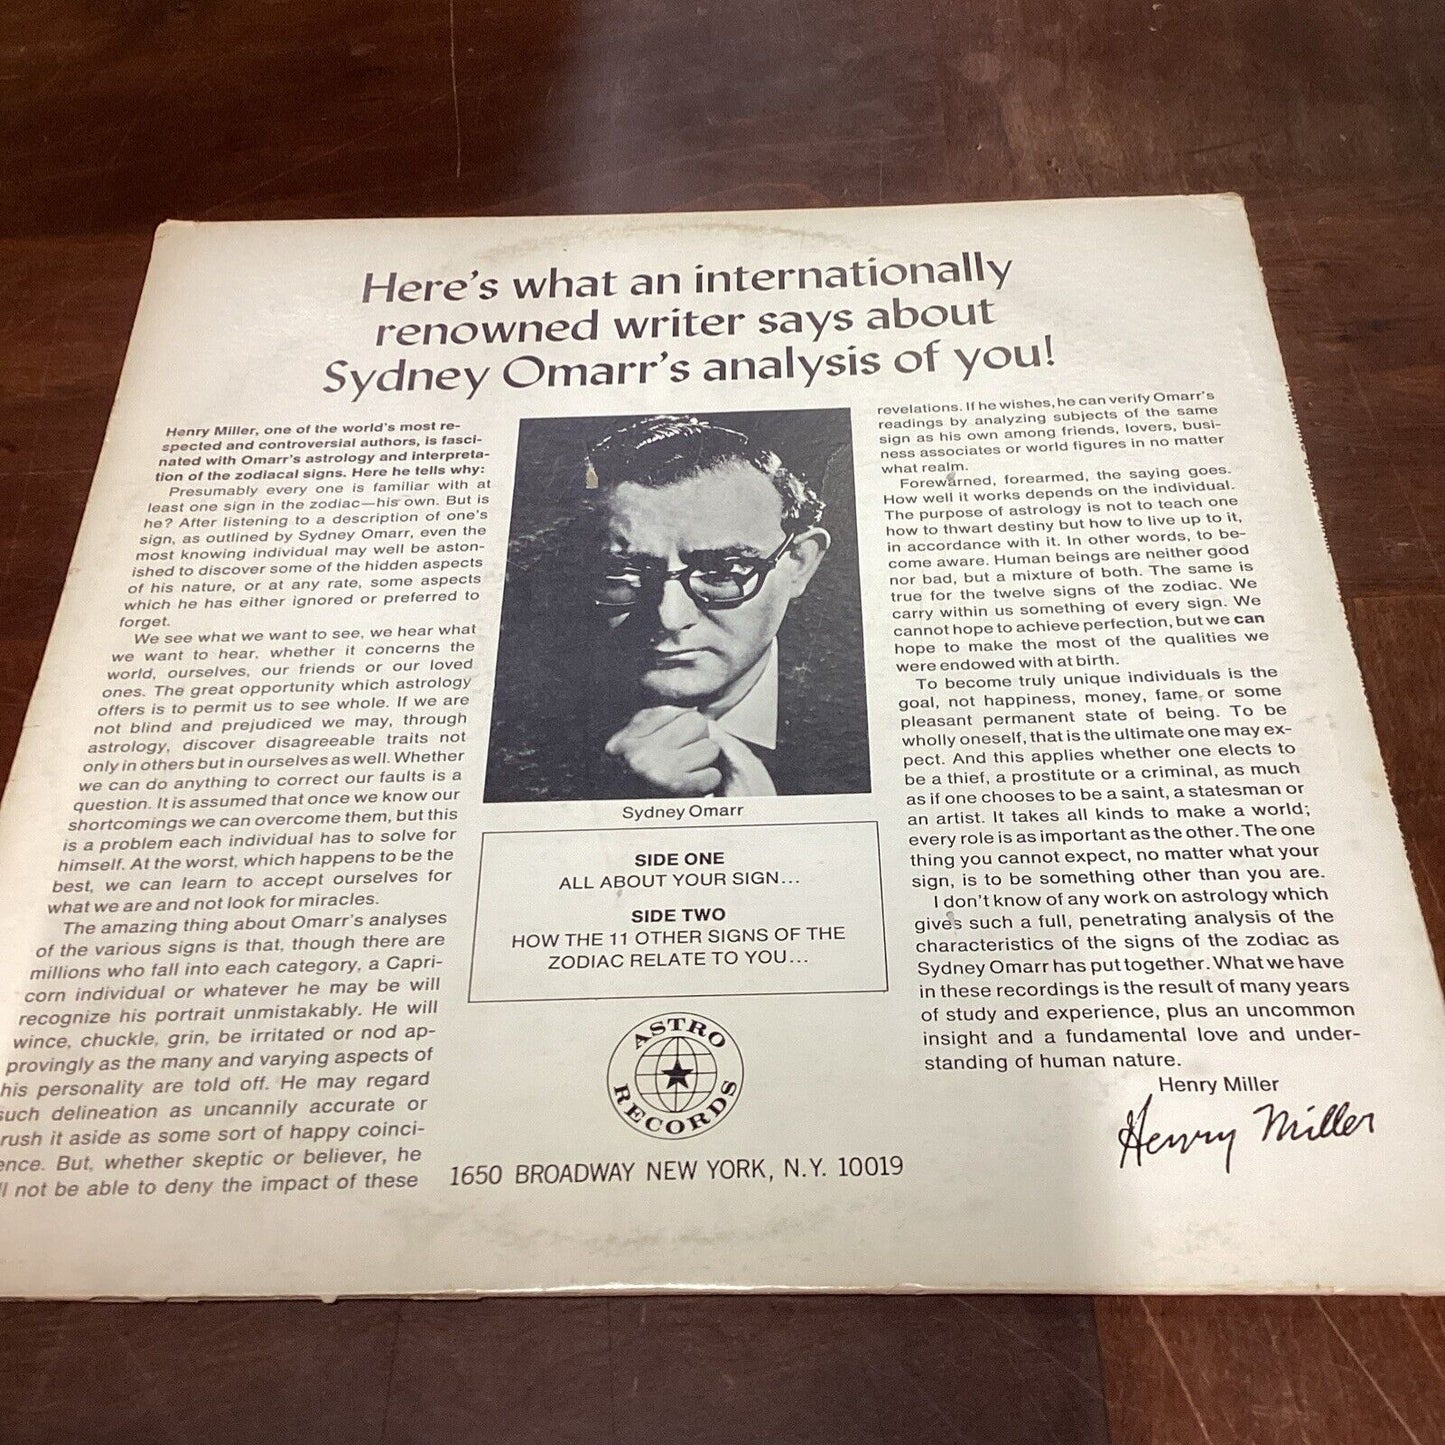 Here's what an internationally
renowned writer says about
Sydney Omarr's analysis of you!
Henry Miller, one of the world's most re-
spected and controversial authors, is fasci-
nated with Omarr's astrology and interpreta-
tion of the zodiacal signs. Here he tells why:
Presumably every one is familiar with at
least one sign in the zodiac—his own. But is
he? After listening to a description of one's
sign, as outlined by Sydney Omarr, even the
most knowing individual may well be aston-
ished to discover some of the hidden aspects
of his nature, or at any rate, some aspects
which he has either ignored or preferred to
forget.
We see what we want to see, we hear what
we want to hear, whether it concerns the
world, ourselves, our friends or our loved
ones. The great opportunity which astrology
offers is to permit us to see whole. If we are
not blind and prejudiced we may, through
astrology, discover disagreeable traits not
only in others but in ourselves as well. Whether
we can do anything to correct our faults is a
question. It is assumed that once we know our
shortcomings we can overcome them, but this
is a problem each individual has to solve for
himself. At the worst, which happens to be the
best, we can learn to accept ourselves for
what we are and not look for miracles.
The amazing thing about Omarr's analyses
of the various signs is that, though there are
millions who fall into each category, a Capri-
corn individual or whatever he may be will
recognize his portrait unmistakably. He will
wince, chuckle, grin, be irritated or nod ap-
provingly as the many and varying aspects of
his personality are told off. He may regard
such delineation as uncannily accurate or
rush it aside as some sort of happy coinci-
ence. But, whether skeptic or believer, he
ll not be able to deny the impact of these
Sydney Omarr
SIDE ONE
ALL ABOUT YOUR SIGN...
SIDE TWO
HOW THE 11 OTHER SIGNS OF THE
ZODIAC RELATE TO YOU...
ASTRO
RECORDS
1650 BROADWAY NEW YORK, N.Y. 10019
revelations. If he wishes, he can verify Omarr's
readings by analyzing subjects of the same
sign as his own among friends, lovers, busi-
ness associates or world figures in no matter
what realm.
Forewarned, forearmed, the saying goes.
How well it works depends on the individual.
The purpose of astrology is not to teach one
how to thwart destiny but how to live up to it,
in accordance with it. In other words, to be-
come aware. Human beings are neither good
nor bad, but a mixture of both. The same is
true for the twelve signs of the zodiac. We
carry within us something of every sign. We
cannot hope to achieve perfection, but we can
hope to make the most of the qualities we
were endowed with at birth.
To become truly unique individuals is the
goal, not happiness, money, fame or some
pleasant permanent state of being. To be
wholly oneself, that is the ultimate one may ex-
pect. And this applies whether one elects to
be a thief, a prostitute or a criminal, as much
as if one chooses to be a saint, a statesman or
an artist. It takes all kinds to make a world;
every role is as important as the other. The one
thing you cannot expect, no matter what your
sign, is to be something other than you are.
I don't know of any work on astrology which
gives such a full, penetrating analysis of the
characteristics of the signs of the zodiac as
Sydney Omarr has put together. What we have
in these recordings is the result of many years
of study and experience, plus an uncommon
insight and a fundamental love and under-
standing of human nature.
Henry Miller
Henry Miller